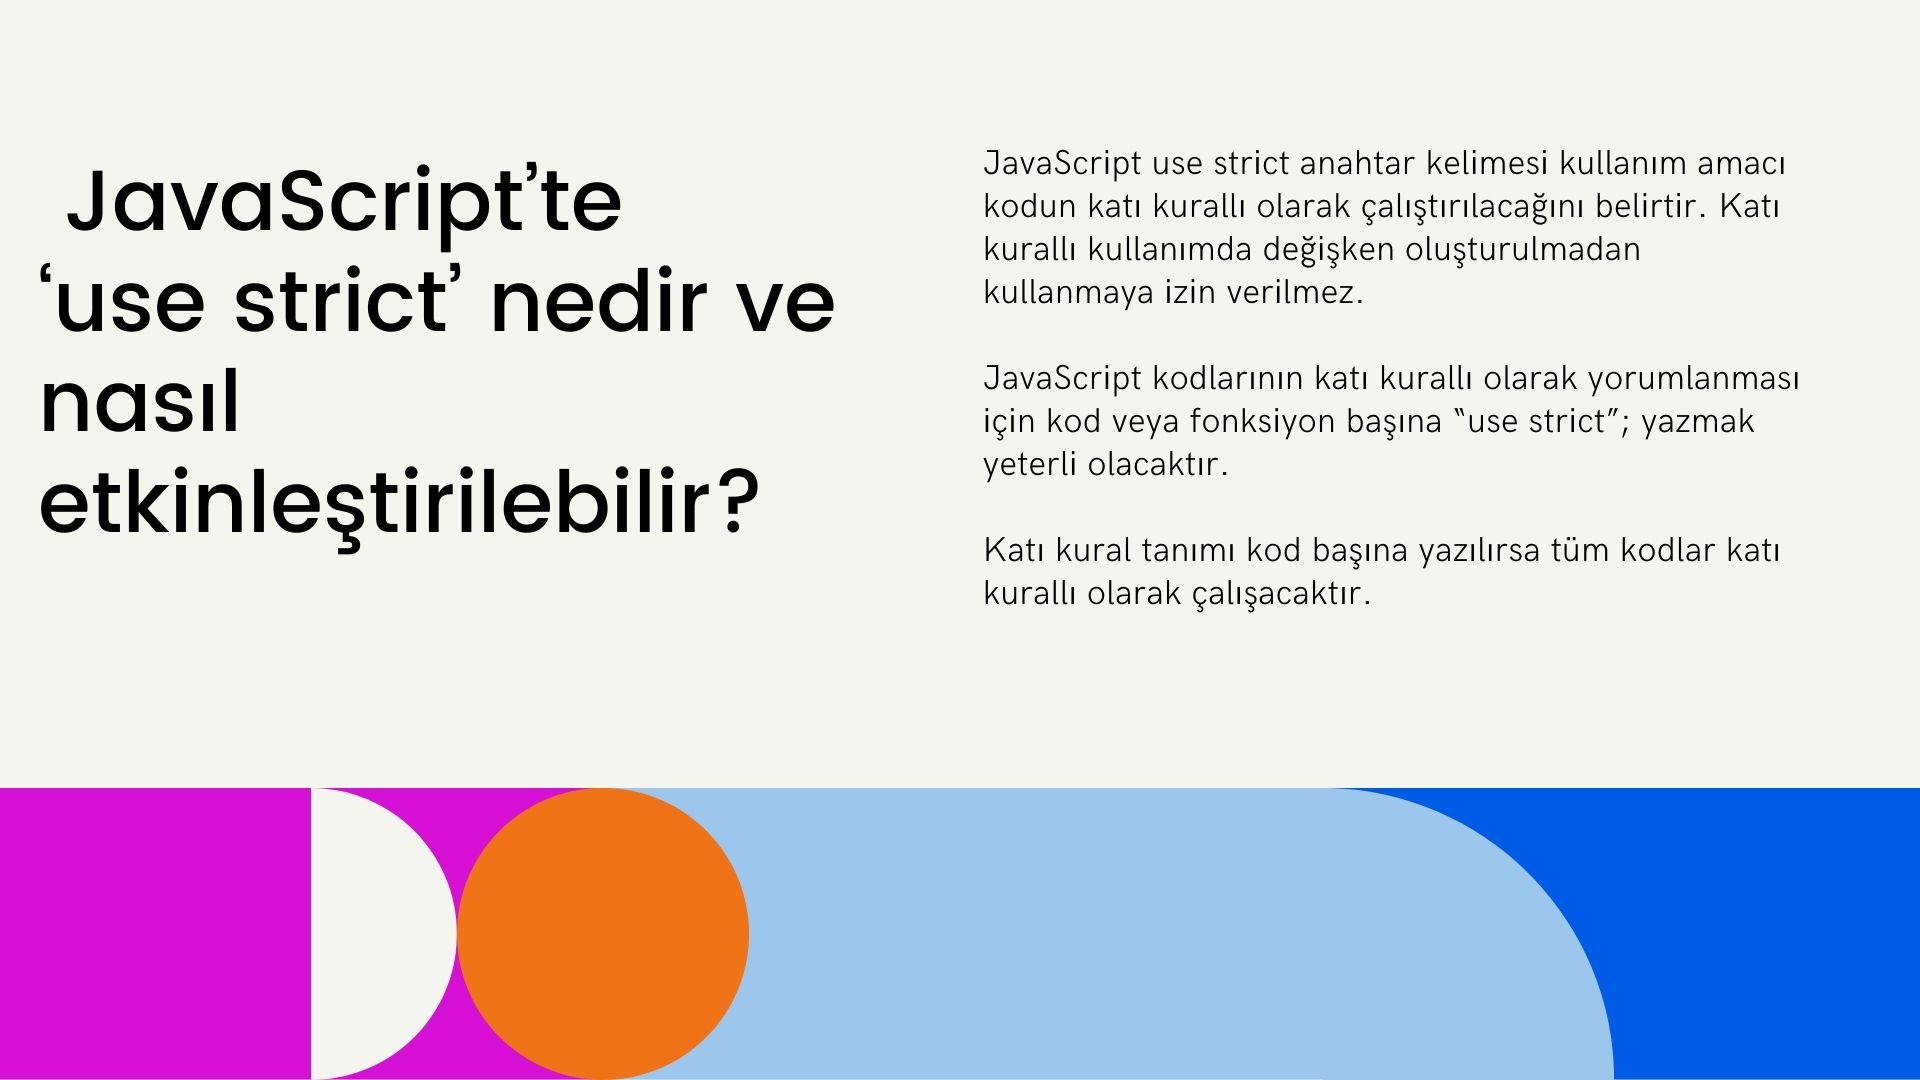 JavaScript’te
‘use strict’ nedir ve
nasıl
etkinleştirilebilir?
JavaScript use strict anahtar kelimesi kullanım amacı
kodun katı kurallı olarak çalıştırılacağını belirtir. Katı
kurallı kullanımda değişken oluşturulmadan
kullanmaya izin verilmez.
JavaScript kodlarının katı kurallı olarak yorumlanması
için kod veya fonksiyon başına “use strict”; yazmak
yeterli olacaktır.
Katı kural tanımı kod başına yazılırsa tüm kodlar katı
kurallı olarak çalışacaktır.